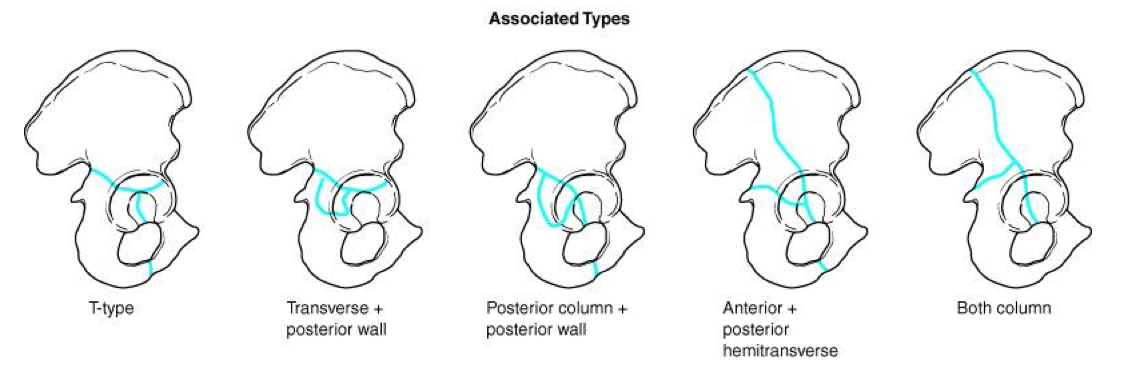 Associated Types
T-type
Transverse +
posterior wall
Posterior column +
posterior wall
Anterior +
posterior
hemitransverse
Both column